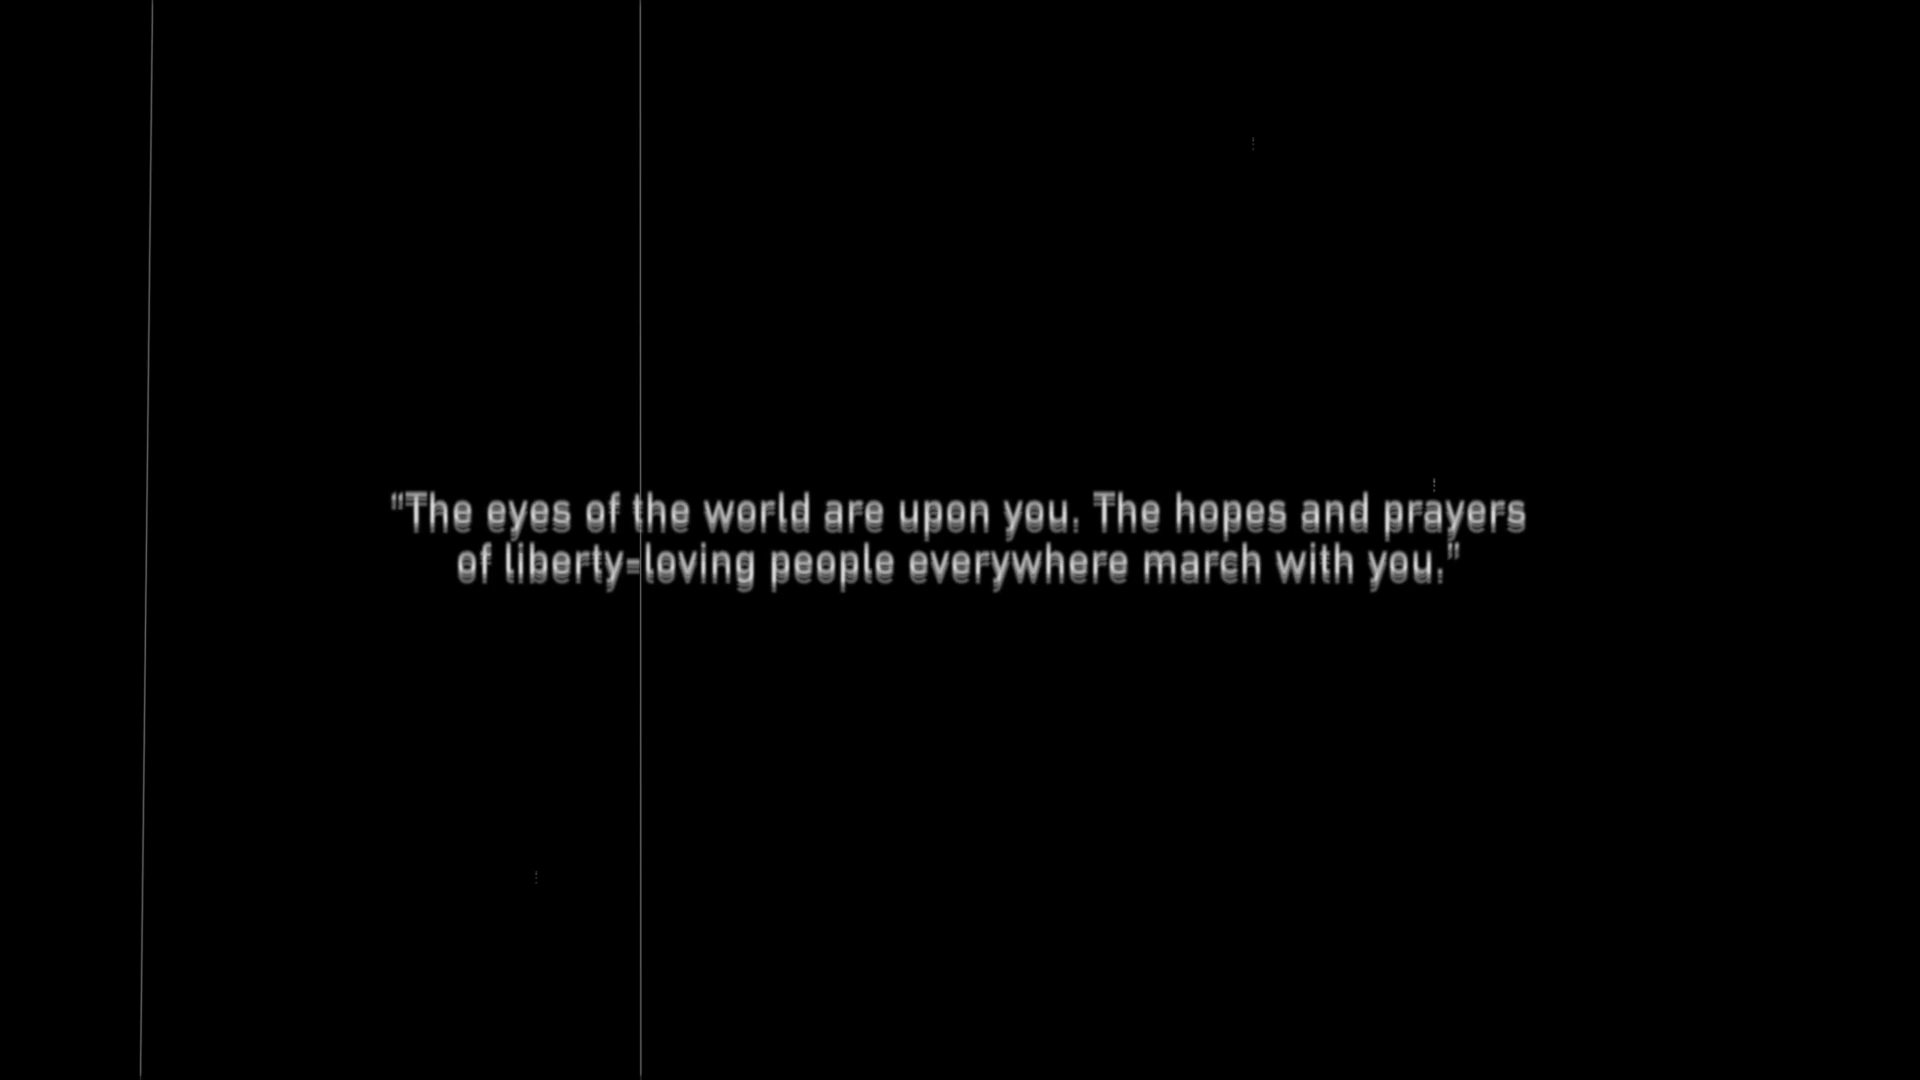 "The eyes of the world are upon you. The hopes and prayers
of liberty-loving people everywhere march with you."